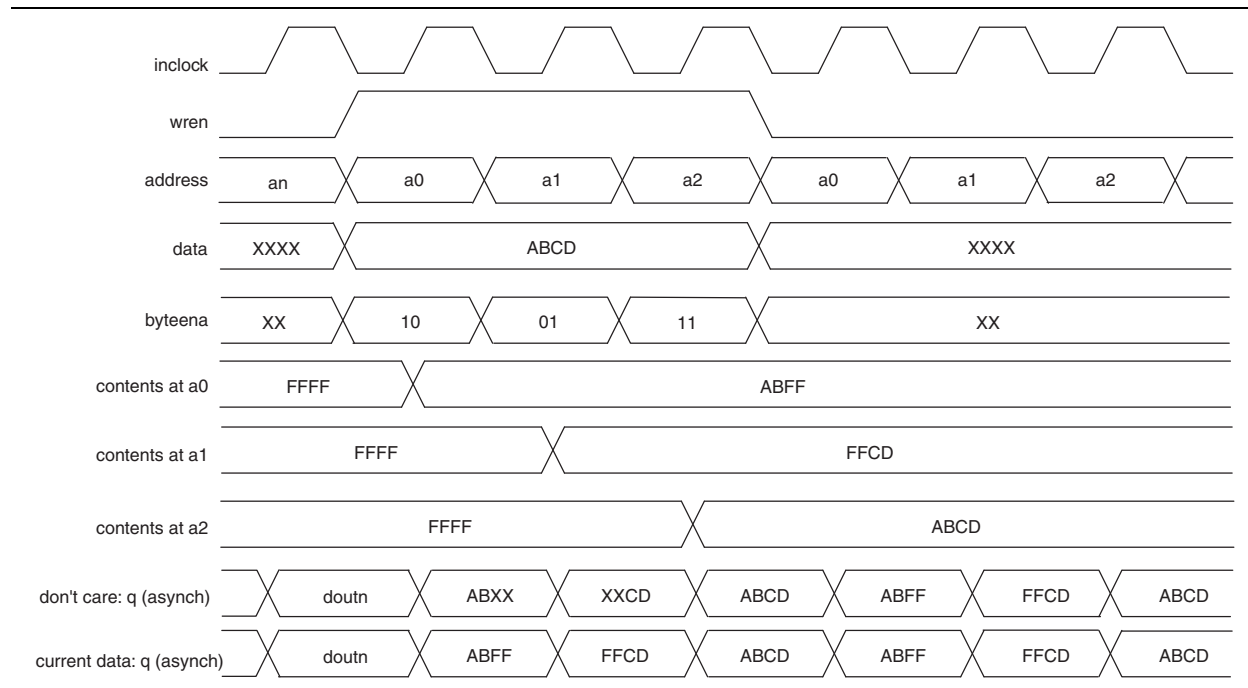 inclock
wren
address an a0 a1 a2 a0 a1 a2
data XXXX ABCD XXXX
byteena XX 10 01 11 XX
contents at a0 FFFF ABFF
contents at a1 FFFF FFCD
contents at a2 FFFF ABCD
don't care: q (asynch) doutn ABXX XXCD ABCD ABFF FFCD ABCD
current data: q (asynch) doutn ABFF FFCD ABCD ABFF FFCD ABCD